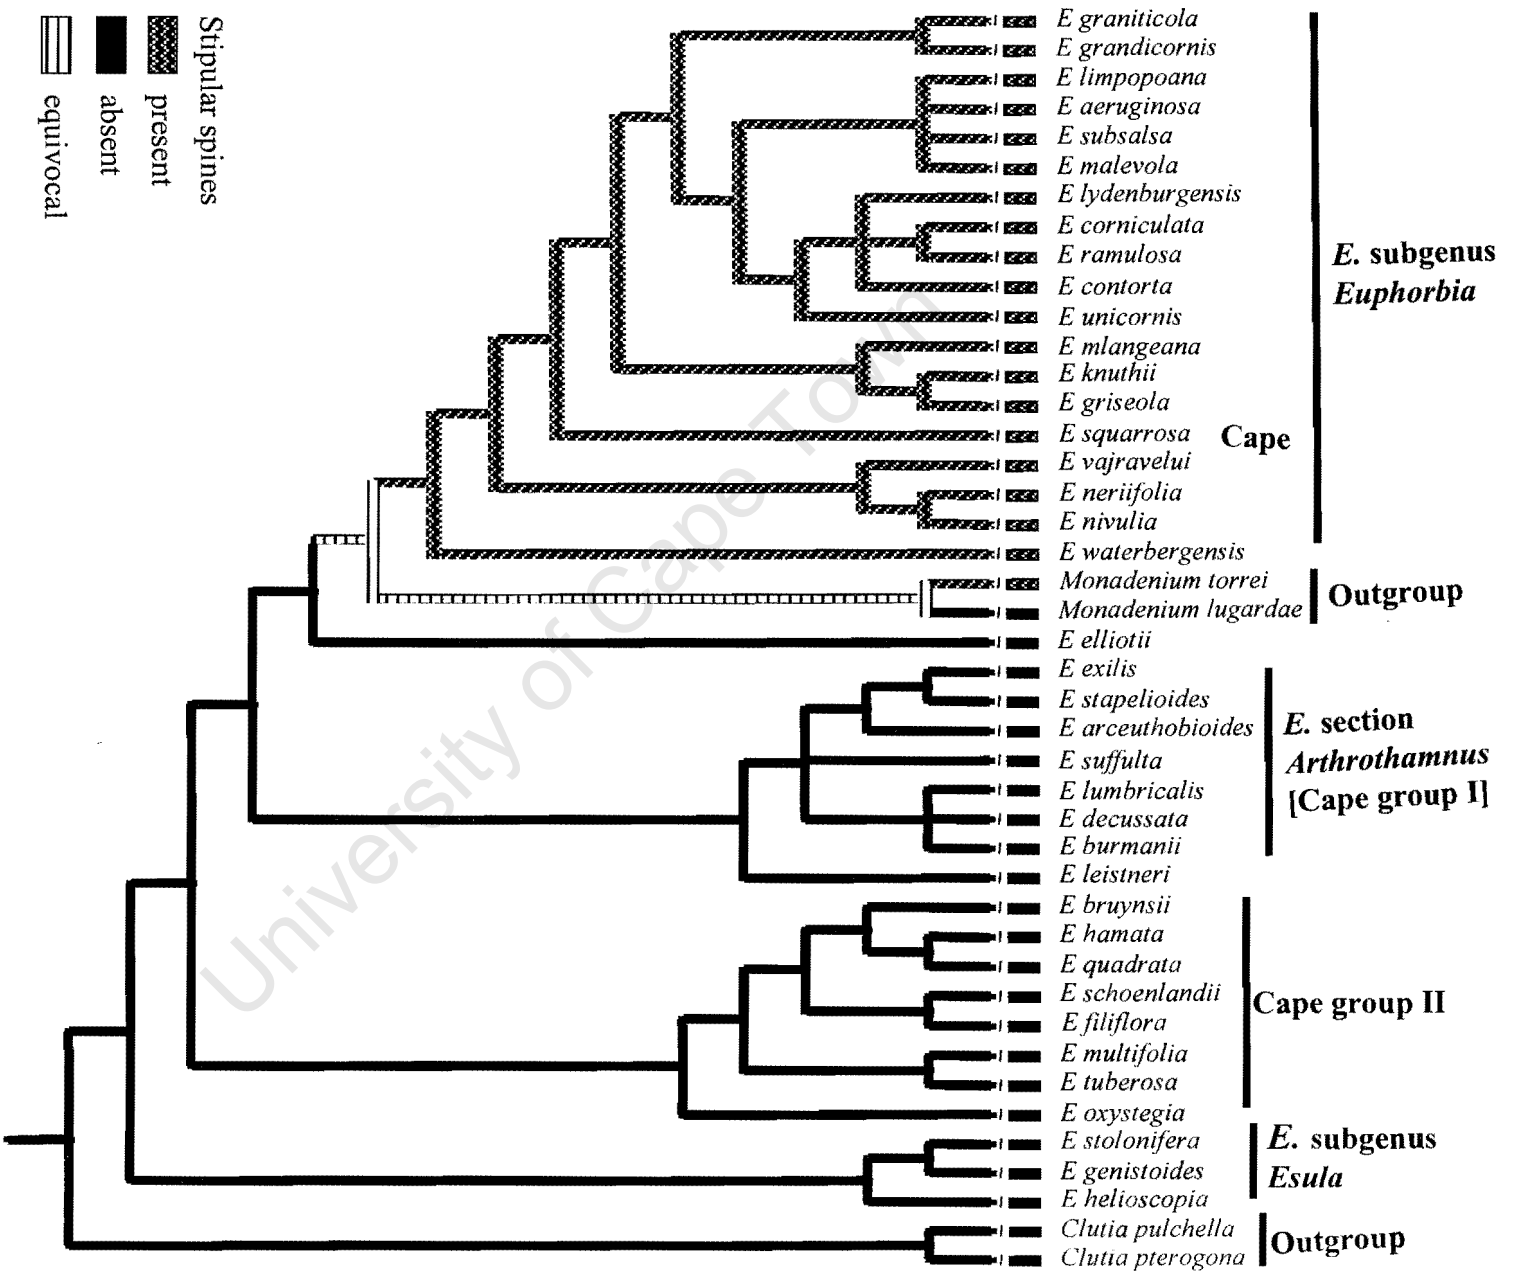 Stipular spines
present
absent
equivocal
E graniticola
E grandicornis
E limpopoana
E aeruginosa
E subsalsa
E malevola
E lydenburgensis
E corniculata
E ramulosa
E contorta
E unicornis
E mlangeana
E knuthii
E griseola
E squarrosa
E vajravelui
E neriifolia
E nivulia
E waterbergensis
Monadenium torrei
Monadenium lugardae
E elliotii
E exilis
E stapelioides
E arceuthobioides
E suffulta
E lumbricalis
E decussata
E burmanii
E leistneri
E bruynsii
E hamata
E quadrata
E schoenlandii
E filiflora
E multifolia
E tuberosa
E oxystegia
E stolonifera
E genistoides
E helioscopia
Clutia pulchella
Clutia pterogona
E. subgenus
Euphorbia
Cape
Outgroup
E. section
Arthrothamnus
[Cape group I]
Cape group II
E. subgenus
Esula
Outgroup
University of Cape Town